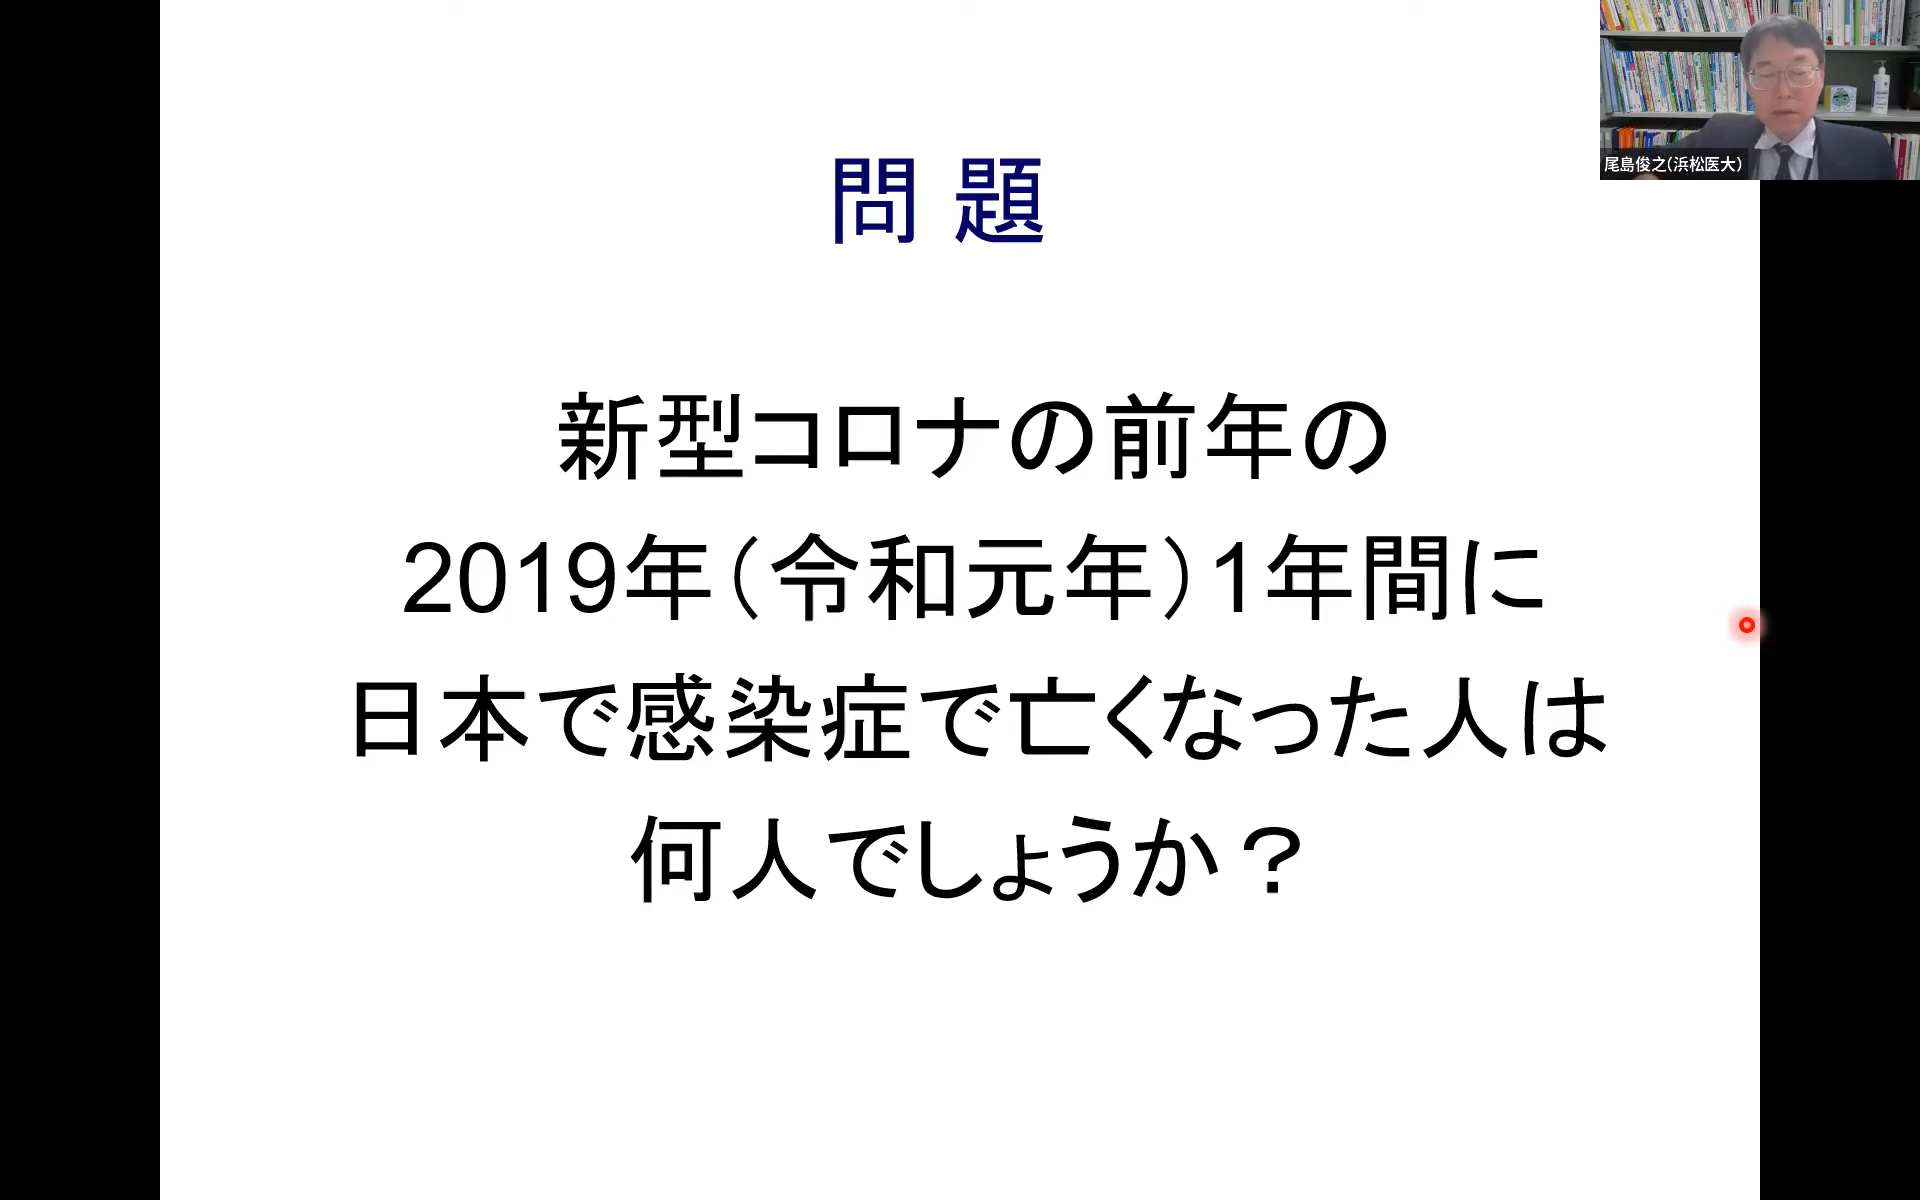 尾島俊之(浜松医大)
問 題
新型コロナの前年の
2019年(令和元年)1年間に
日本で感染症で亡くなった人は
何人でしょうか?